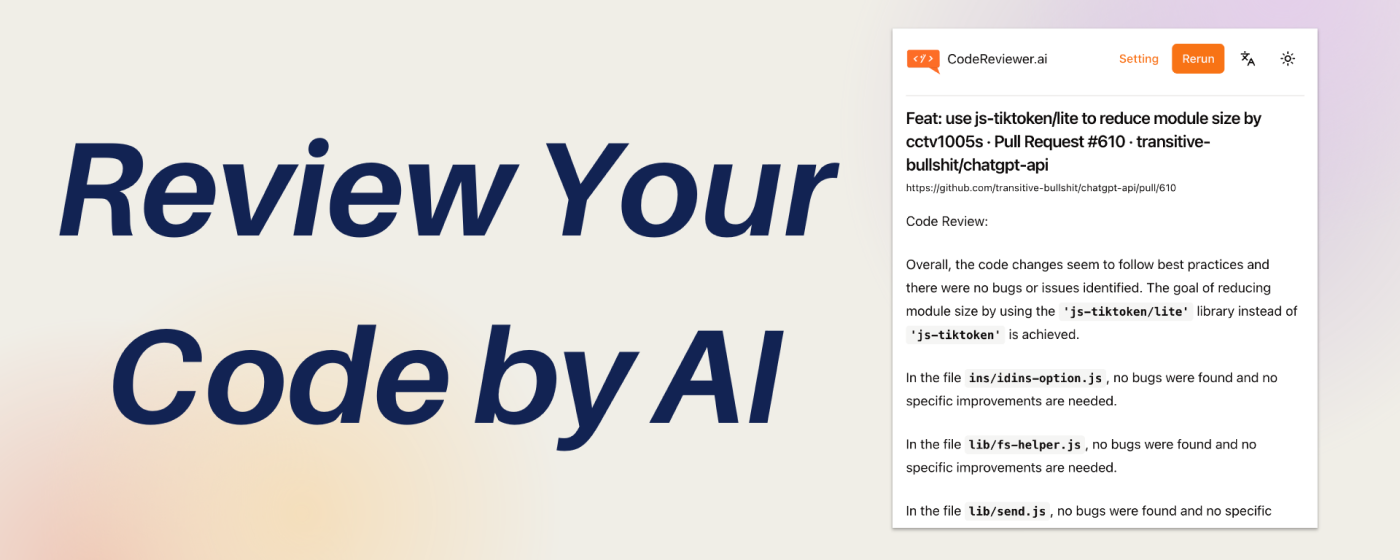 Review Your
Code by AI
CodeReviewer.ai
Setting
Rerun
Feat: use js-tiktoken/lite to reduce module size by
cctv1005s · Pull Request #610 · transitive-
bullshit/chatgpt-api
https://github.com/transitive-bullshit/chatgpt-api/pull/610
Code Review:
Overall, the code changes seem to follow best practices and
there were no bugs or issues identified. The goal of reducing
module size by using the 'js-tiktoken/lite' library instead of
'js-tiktoken' is achieved.
In the file ins/idins-option.js, no bugs were found and no
specific improvements are needed.
In the file lib/fs-helper.js, no bugs were found and no
specific improvements are needed.
In the file lib/send.js, no bugs were found and no specific